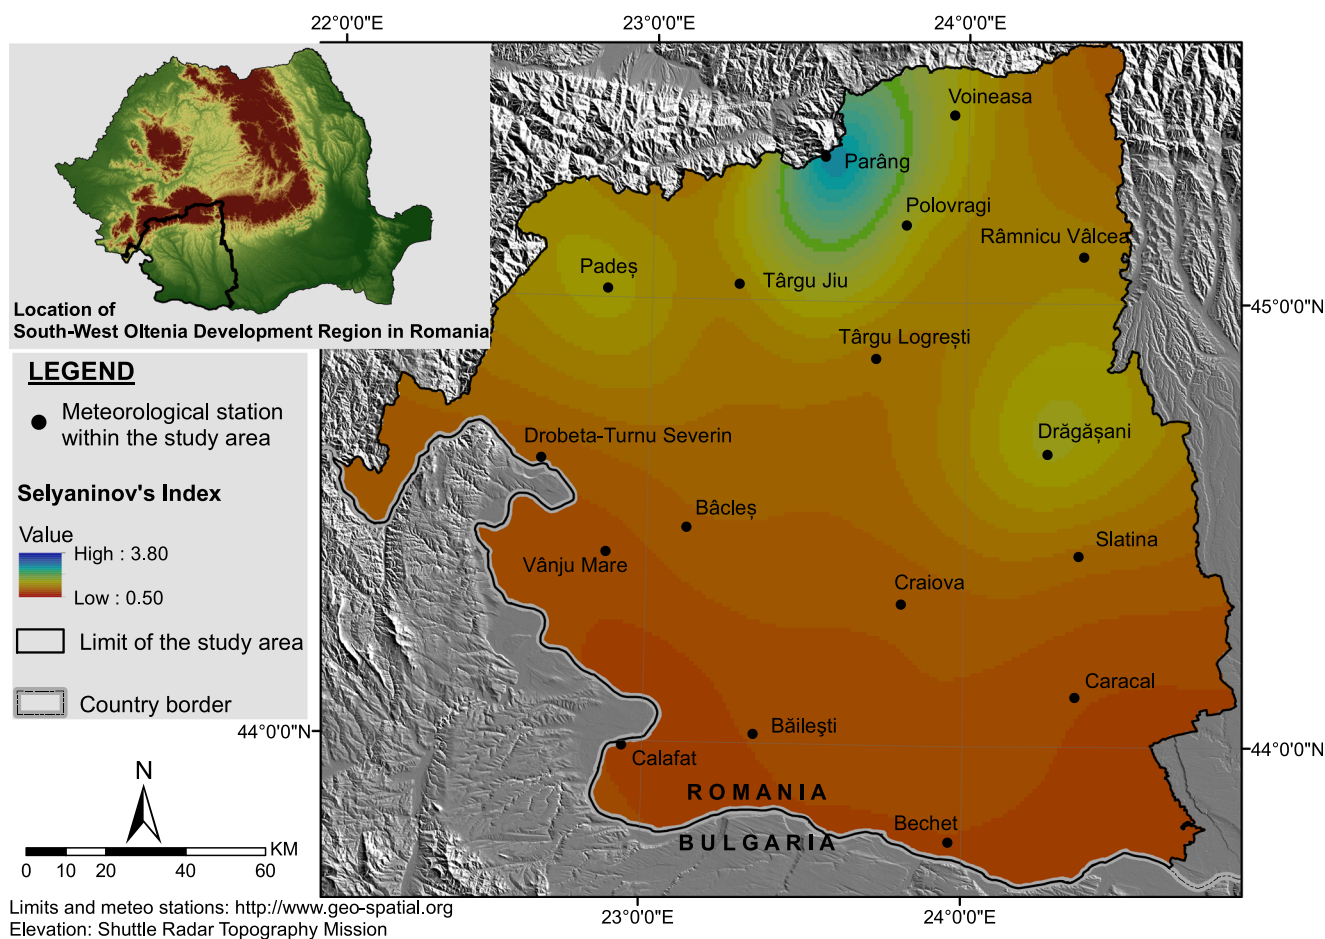 22°0'0"E
23°0'0"E
24°0'0"E
Location of
South-West Oltenia Development Region in Romania
LEGEND
Meteorological station
within the study area
Selyaninov's Index
Value
High : 3.80
Low : 0.50
Limit of the study area
Country border
N
0 10 20 40 60 KM
Limits and meteo stations: http://www.geo-spatial.org
Elevation: Shuttle Radar Topography Mission
Voineasa
Parâng
Polovragi
Râmnicu Vâlcea
Padeș
Târgu Jiu
45°0'0"N
Târgu Logrești
Drobeta-Turnu Severin
Drăgășani
Bâcleș
Slatina
Vânju Mare
Craiova
Caracal
Băileşti
44°0'0"N
44°0'0"N
Calafat
ROMANIA
Bechet
BULGARIA
23°0'0"E
24°0'0"E